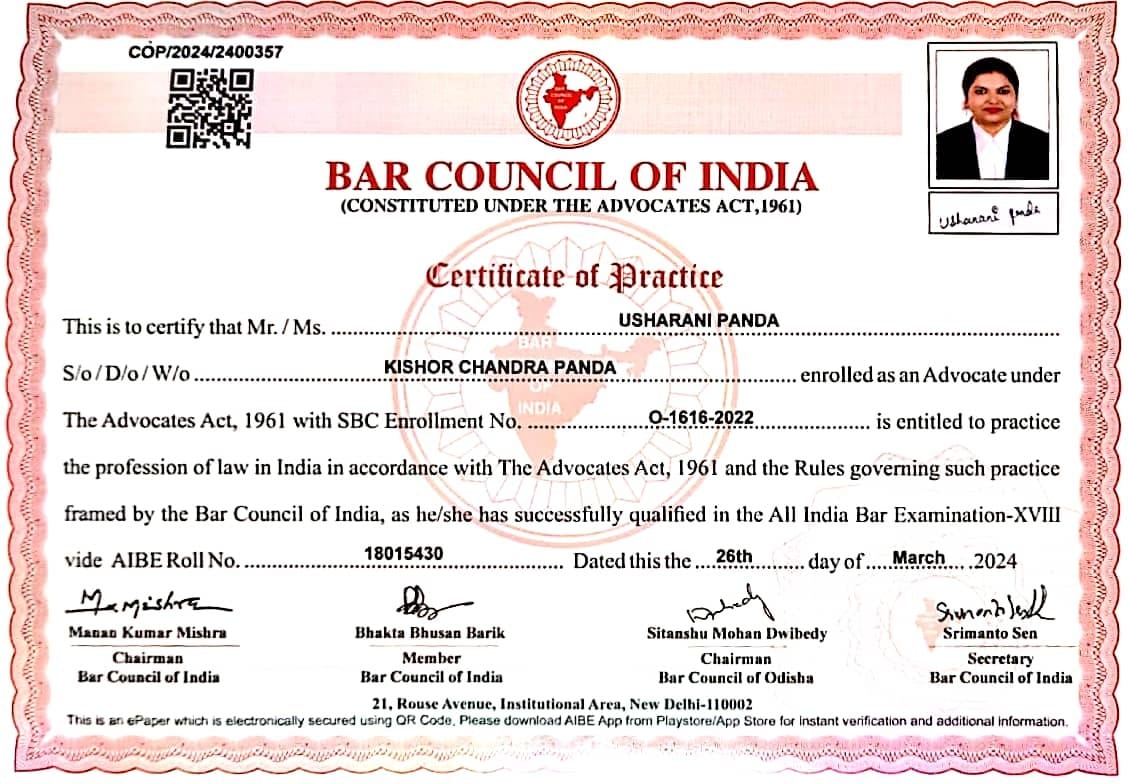 COP/2024/2400357
BAR COUNCIL OF INDIA
BAR COUNCIL OF INDIA
(CONSTITUTED UNDER THE ADVOCATES ACT,1961)
Usharani panda
Certificate of Practice
This is to certify that Mr. / Ms. USHARANI PANDA
S/o / D/o / W/o KISHOR CHANDRA PANDA enrolled as an Advocate under
The Advocates Act, 1961 with SBC Enrollment No. O-1616-2022 is entitled to practice
the profession of law in India in accordance with The Advocates Act, 1961 and the Rules governing such practice
framed by the Bar Council of India, as he/she has successfully qualified in the All India Bar Examination-XVIII
vide AIBE Roll No. 18015430 Dated this the 26th day of March 2024
BAR
OF
INDIA
Manan Kumar Mishra Bhakta Bhusan Barik Sitanshu Mohan Dwibedy Srimanto Sen
Chairman Member Chairman Secretary
Bar Council of India Bar Council of India Bar Council of Odisha Bar Council of India
21, Rouse Avenue, Institutional Area, New Delhi-110002
This is an ePaper which is electronically secured using QR Code. Please download AIBE App from Playstore/App Store for instant verification and additional information.